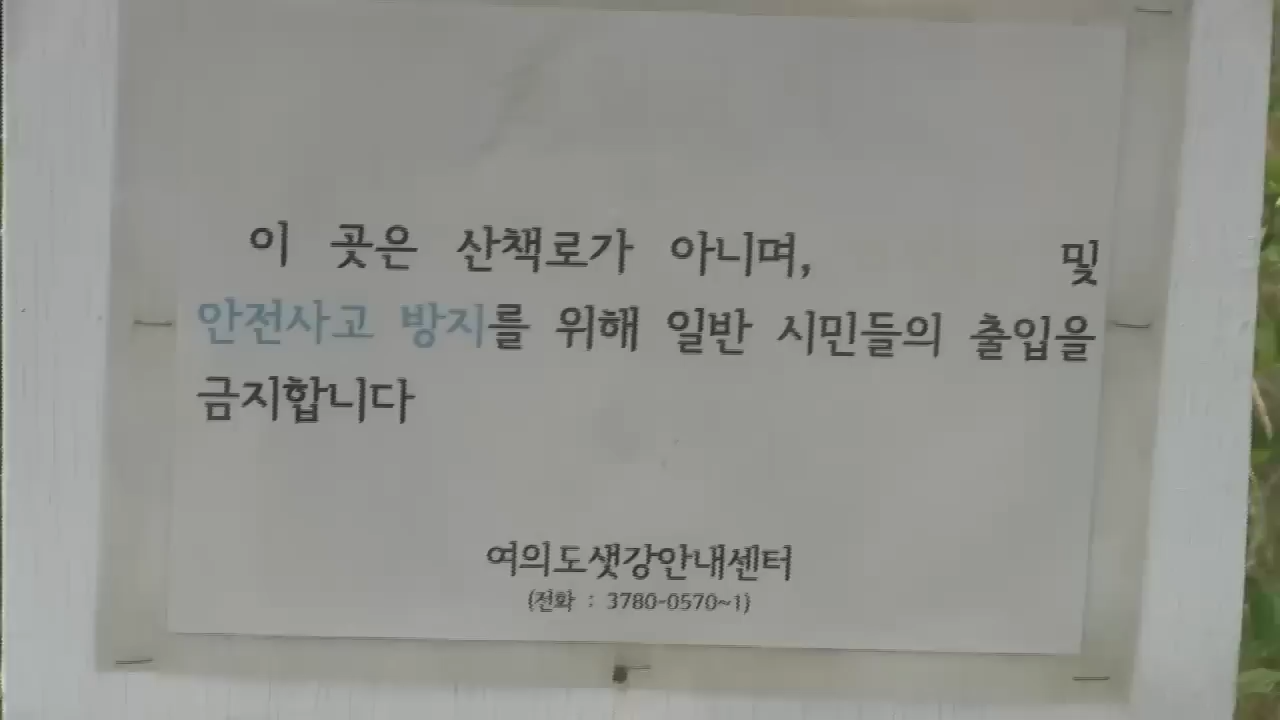 이 곳은 산책로가 아니며, 및
안전사고 방지를 위해 일반 시민들의 출입을
금지합니다
여의도샛강안내센터
(전화 : 3780-0570~1)